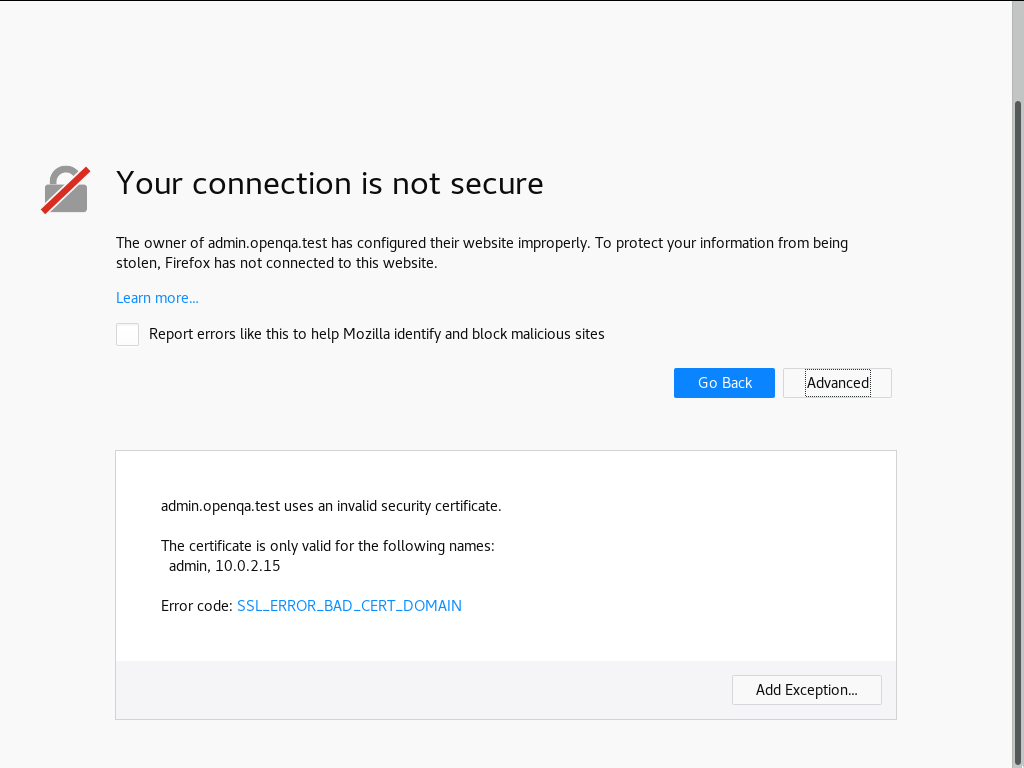 Your connection is not secure
The owner of admin.openqa.test has configured their website improperly. To protect your information from being
stolen, Firefox has not connected to this website.
Learn more...
Report errors like this to help Mozilla identify and block malicious sites
Go Back
Advanced
admin.openqa.test uses an invalid security certificate.
The certificate is only valid for the following names:
admin, 10.0.2.15
Error code: SSL_ERROR_BAD_CERT_DOMAIN
Add Exception...